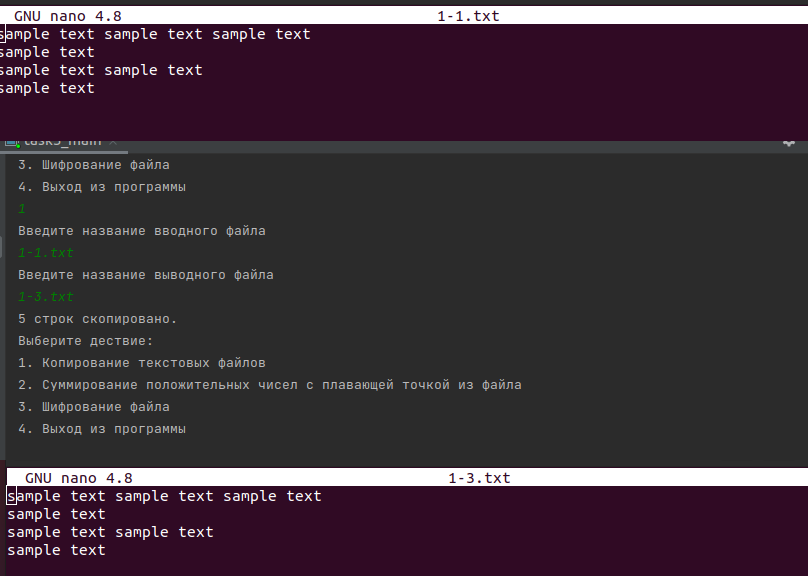 GNU nano 4.8 1-1.txt
sample text sample text sample text
sample text
sample text sample text
sample text
task5_main
3. Шифрование файла
4. Выход из программы
1
Введите название вводного файла
1-1.txt
Введите название выводного файла
1-3.txt
5 строк скопировано.
Выберите дествие:
1. Копирование текстовых файлов
2. Суммирование положительных чисел с плавающей точкой из файла
3. Шифрование файла
4. Выход из программы
GNU nano 4.8 1-3.txt
sample text sample text sample text
sample text
sample text sample text
sample text